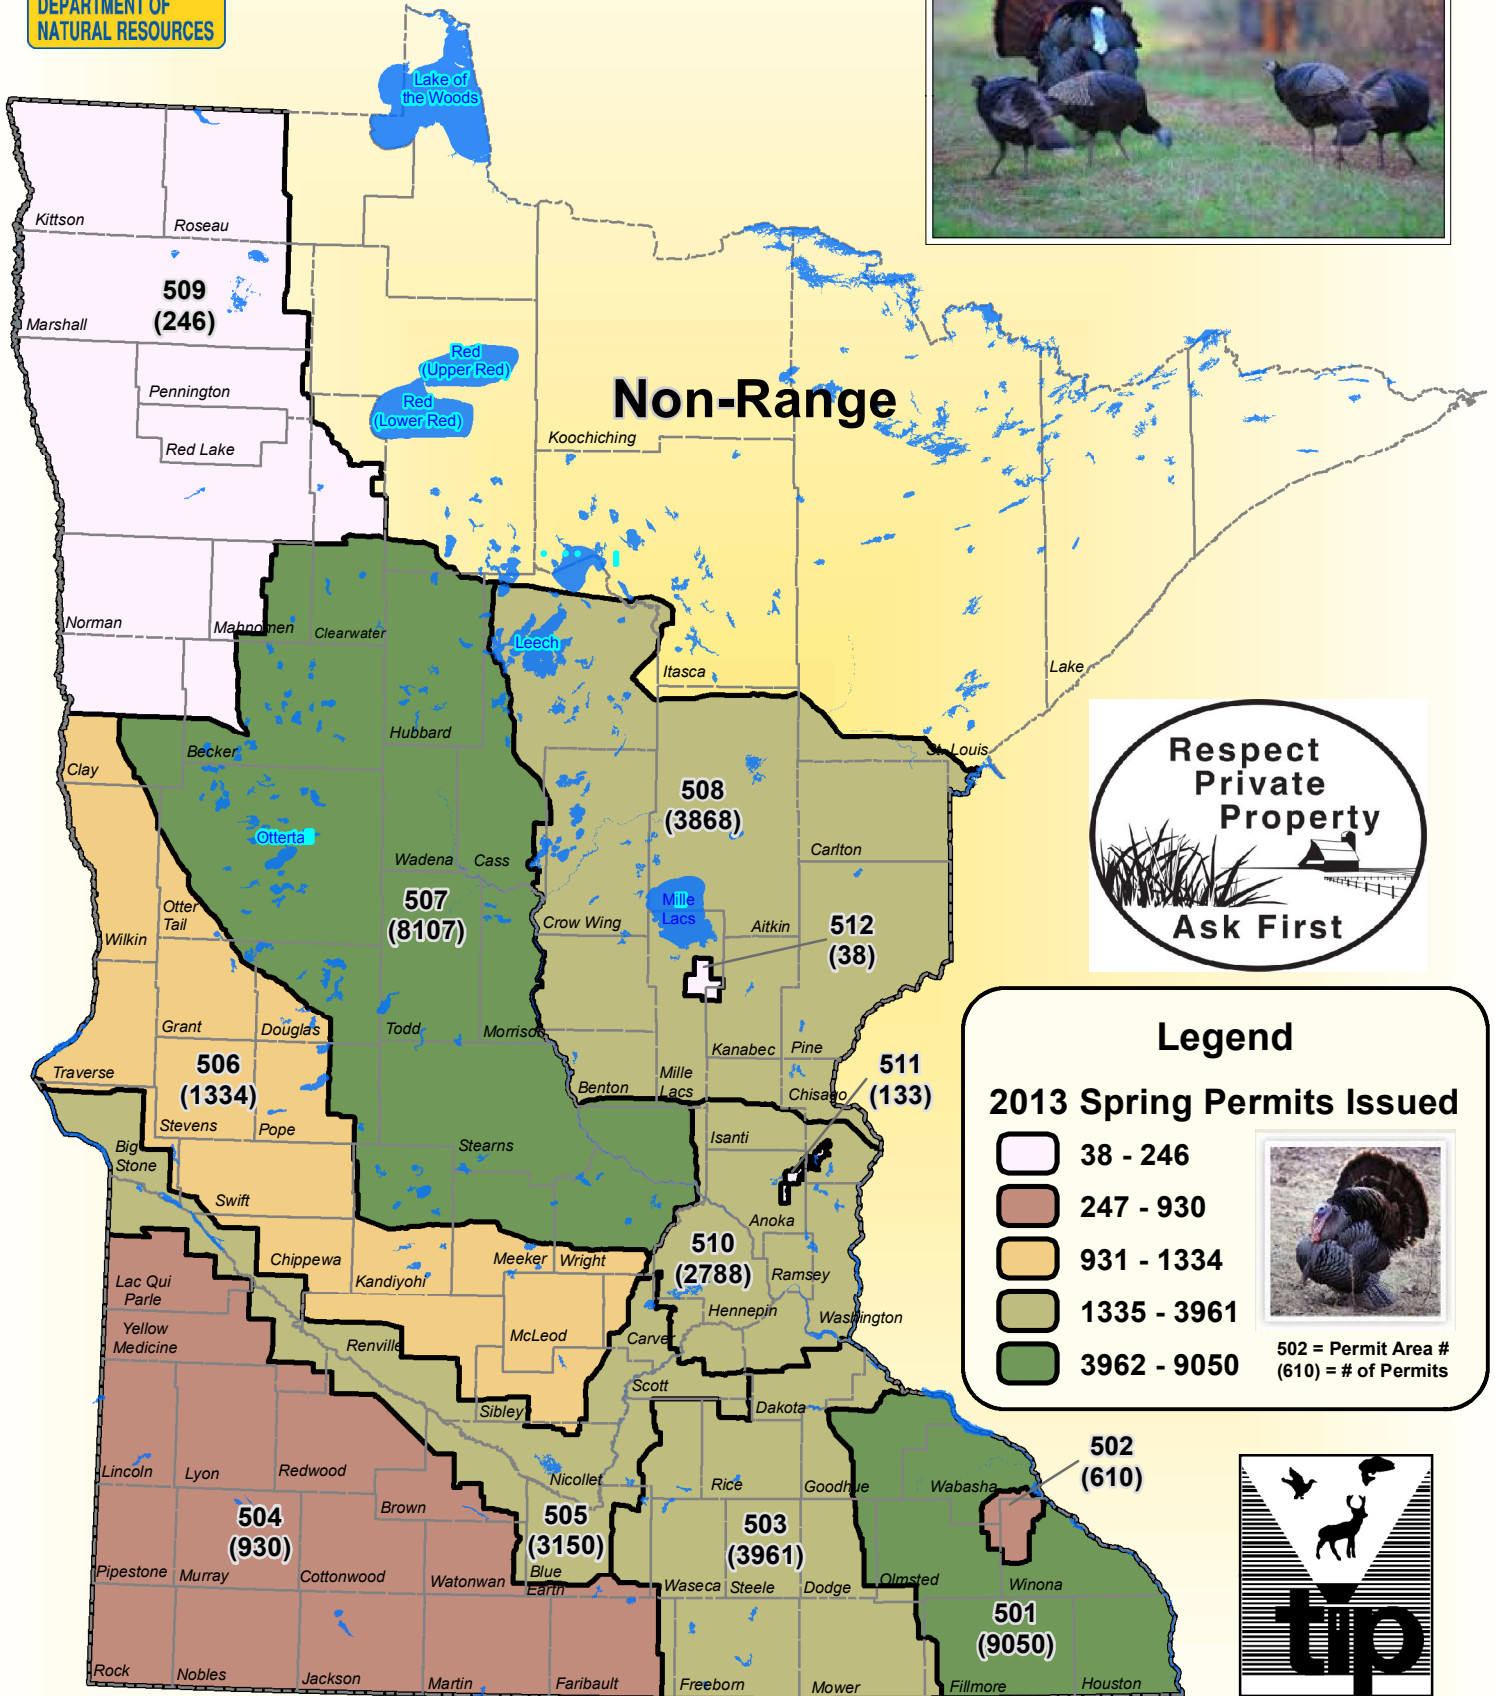 DEPARTMENT OF
NATURAL RESOURCES
Lake of
the Woods
Kittson
Roseau
509
(246)
Marshall
Red
(Upper Red)
Pennington
Non-Range
Red
(Lower Red)
Koochiching
Red Lake
Norman
Mahnomen
Clearwater
Leech
Itasca
Lake
Hubbard
Becker
St. Louis
Clay
Respect
Private
Property
Ask First
508
(3868)
Otterta
Wadena
Cass
Carlton
507
(8107)
Otter
Tail
Mille
Lacs
Crow Wing
Aitkin
512
(38)
Wilkin
Grant
Douglas
Todd
Morrison
Kanabec
Pine
506
(1334)
Traverse
Benton
Mille
Lacs
Chisago
511
(133)
Stevens
Pope
Big
Stone
Stearns
Isanti
Swift
Anoka
510
(2788)
Chippewa
Kandiyohi
Meeker
Wright
Ramsey
Lac Qui
Parle
Hennepin
Washington
Yellow
Medicine
Renville
McLeod
Carver
Scott
Sibley
Dakota
Legend
2013 Spring Permits Issued
38 - 246
247 - 930
931 - 1334
1335 - 3961
3962 - 9050
502 = Permit Area #
(610) = # of Permits
502
(610)
Lincoln
Lyon
Redwood
Nicollet
Rice
Goodhue
Wabasha
Brown
504
(930)
505
(3150)
503
(3961)
Pipestone
Murray
Cottonwood
Watonwan
Blue
Earth
Waseca
Steele
Dodge
Olmsted
Winona
501
(9050)
Rock
Nobles
Jackson
Martin
Faribault
Freeborn
Mower
Fillmore
Houston
tip